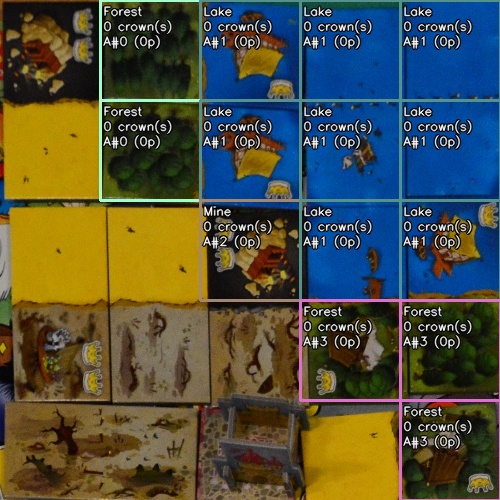 Forest
0 crown(s)
A#0 (0p)
Lake
0 crown(s)
A#1 (0p)
Lake
0 crown(s)
A#1 (0p)
Lake
0 crown(s)
A#1 (0p)
Forest
0 crown(s)
A#0 (0p)
Lake
0 crown(s)
A#1 (0p)
Lake
0 crown(s)
A#1 (0p)
Lake
0 crown(s)
A#1 (0p)
Mine
0 crown(s)
A#2 (0p)
Lake
0 crown(s)
A#1 (0p)
Lake
0 crown(s)
A#1 (0p)
Forest
0 crown(s)
A#3 (0p)
Forest
0 crown(s)
A#3 (0p)
Forest
0 crown(s)
A#3 (0p)